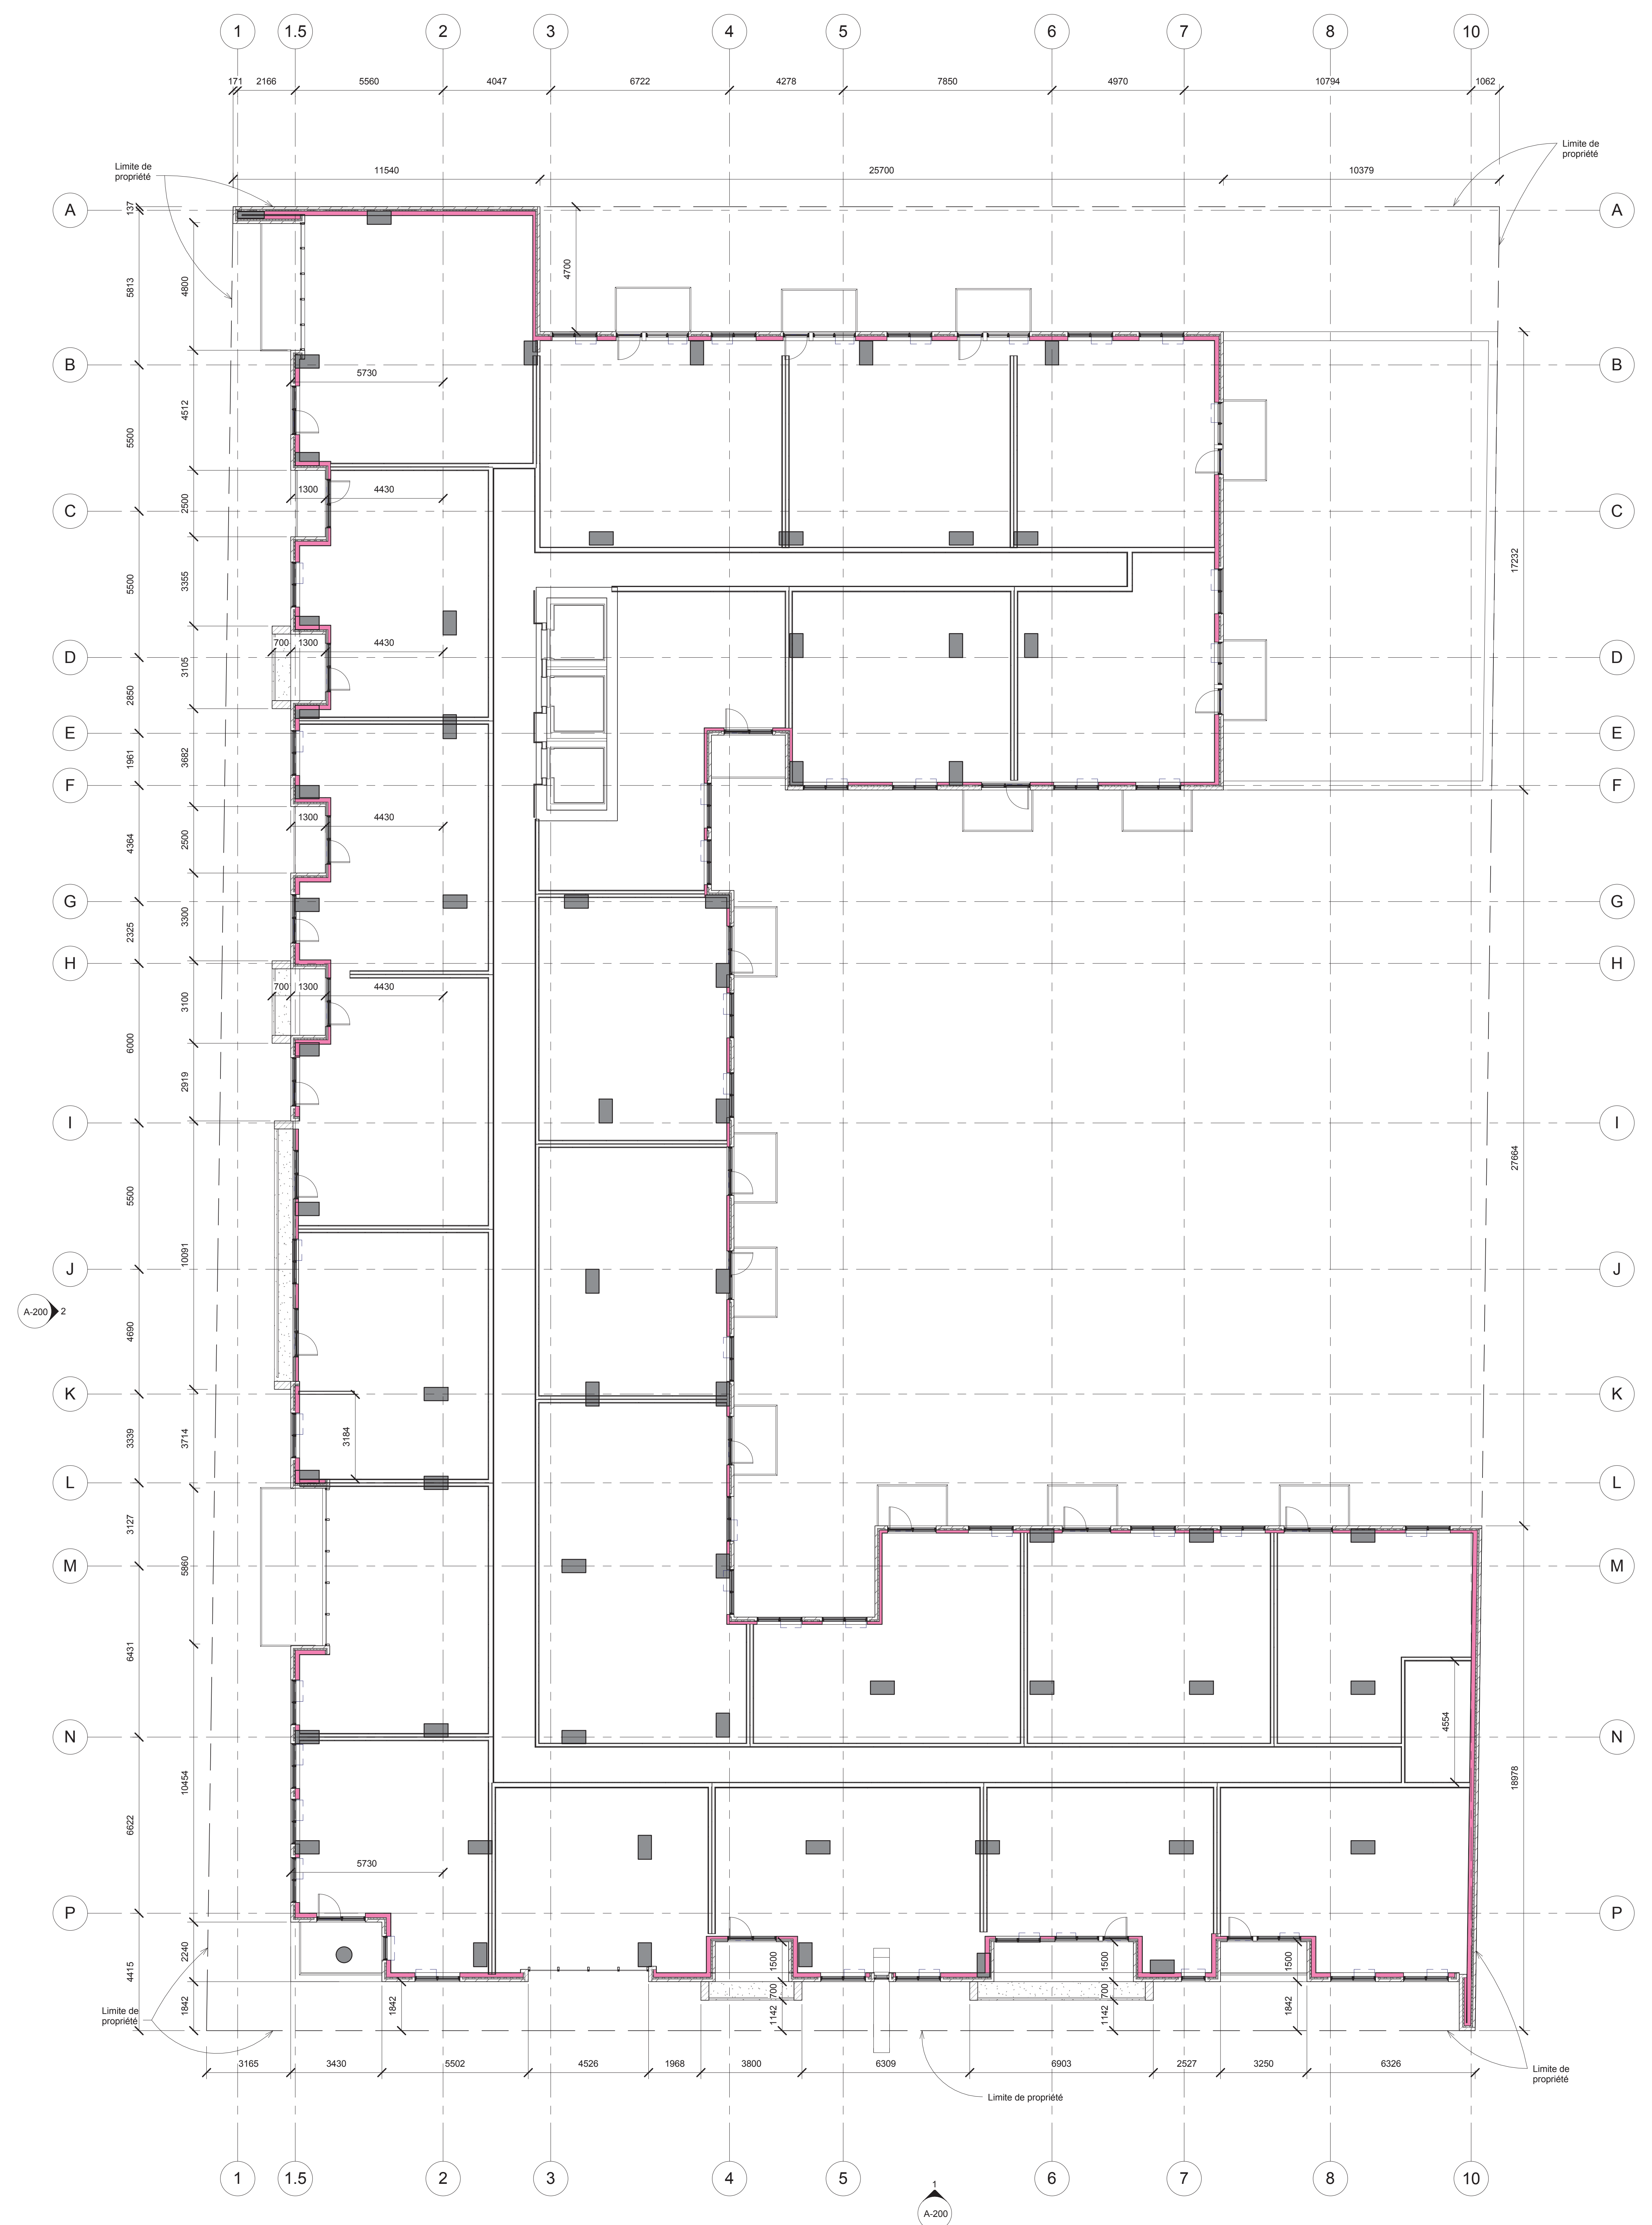 1 1.5 2 3 4 5 6 7 8 10
171 2166 5560 4047 6722 4278 7850 4970 10794 1062
Limite de
propriété
Limite de
propriété
11540 25700 10379
A 137 A
4700
5813 4800
B B
5730
4512
5500
1300 4430
2500
C C
17232
5500 3355
700 1300 4430
D D
3105
2850
E E
1961 3682
F F
1300 4430
4364 2500
G G
3300
2325
H H
700 1300 4430
3100
6000
2919
I I
27664
5500
10091
J J
A-200 2
4690
K K
3184
3339 3714
L L
3127
5860
M M
6431
4554
N N
10454 18978
6622
5730
P P
2240 1500 1500 1500
4415
700 700
Limite de
propriété
1842 1842 1142 1142 1842
3165 3430 5502 4526 1968 3800 6309 6903 2527 3250 6326
Limite de
propriété
Limite de propriété
1 1.5 2 3 4 5 6 7 8 10
1
A-200